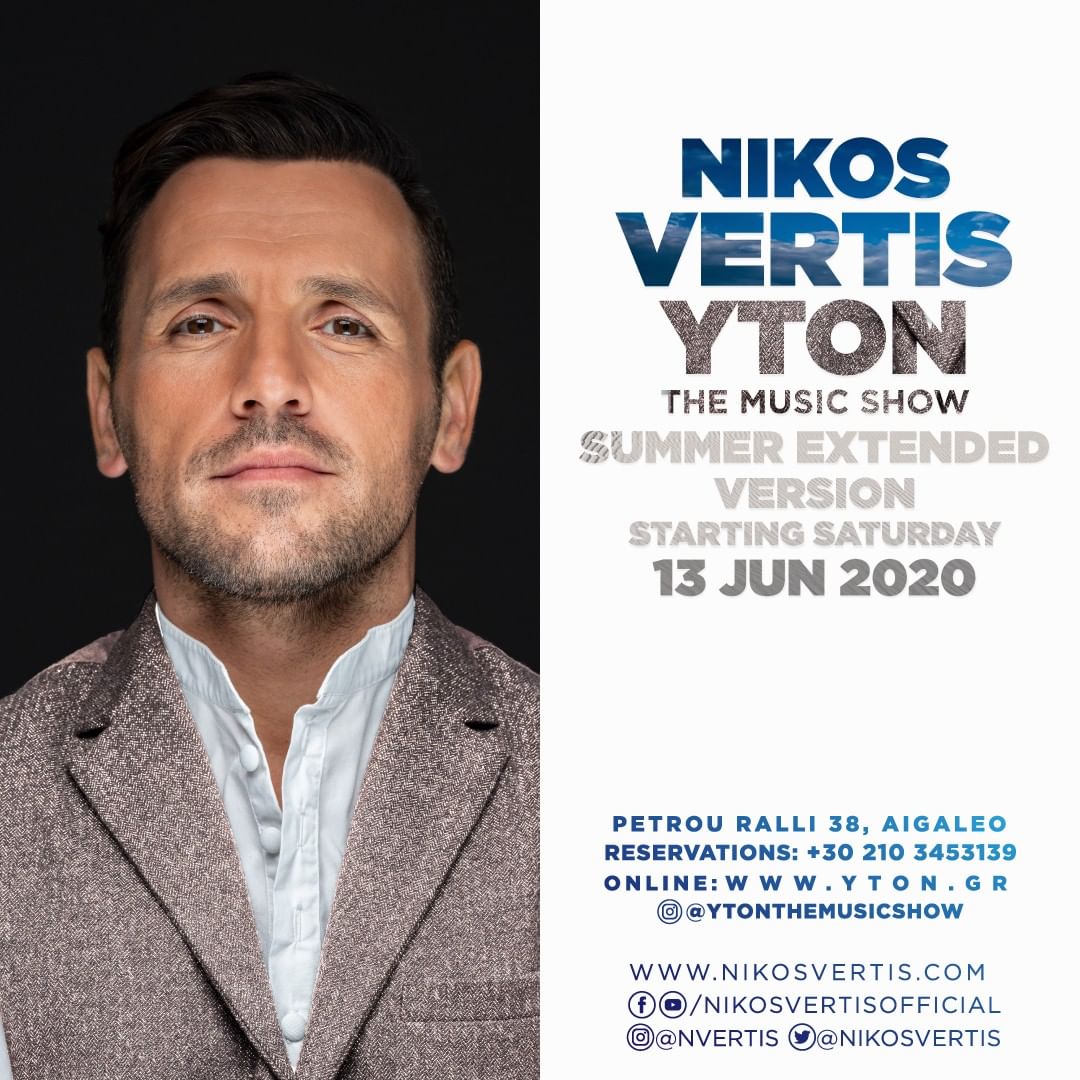 NIKOS
VERTIS
YTON
THE MUSIC SHOW
SUMMER EXTENDED
VERSION
STARTING SATURDAY
13 JUN 2020
PETROU RALLI 38, AIGALEO
RESERVATIONS: +30 210 3453139
ONLINE: WWW.YTON.GR
@YTONTHEMUSICSHOW
WWW.NIKOSVERTIS.COM
/NIKOSVERTISOFFICIAL
@NVERTIS @NIKOSVERTIS